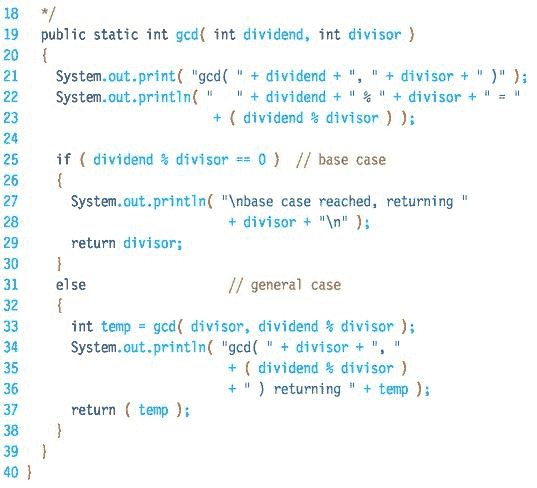 18   */
19   public static int gcd( int dividend, int divisor )
20   {
21     System.out.print( "gcd( " + dividend + ", " + divisor + " )" );
22     System.out.println( "   " + dividend + " % " + divisor + " = "
23                          + ( dividend % divisor ) );
24
25     if ( dividend % divisor == 0 )  // base case
26     {
27       System.out.println( "\nbase case reached, returning "
28                            + divisor + "\n" );
29       return divisor;
30     }
31     else                   // general case
32     {
33       int temp = gcd( divisor, dividend % divisor );
34       System.out.println( "gcd( " + divisor + ", "
35                            + ( dividend % divisor )
36                            + " ) returning " + temp );
37       return ( temp );
38     }
39   }
40 }